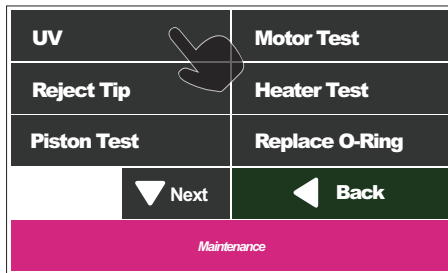 UV
Motor Test
Reject Tip
Heater Test
Piston Test
Replace O-Ring
Next
Back
Maintenance